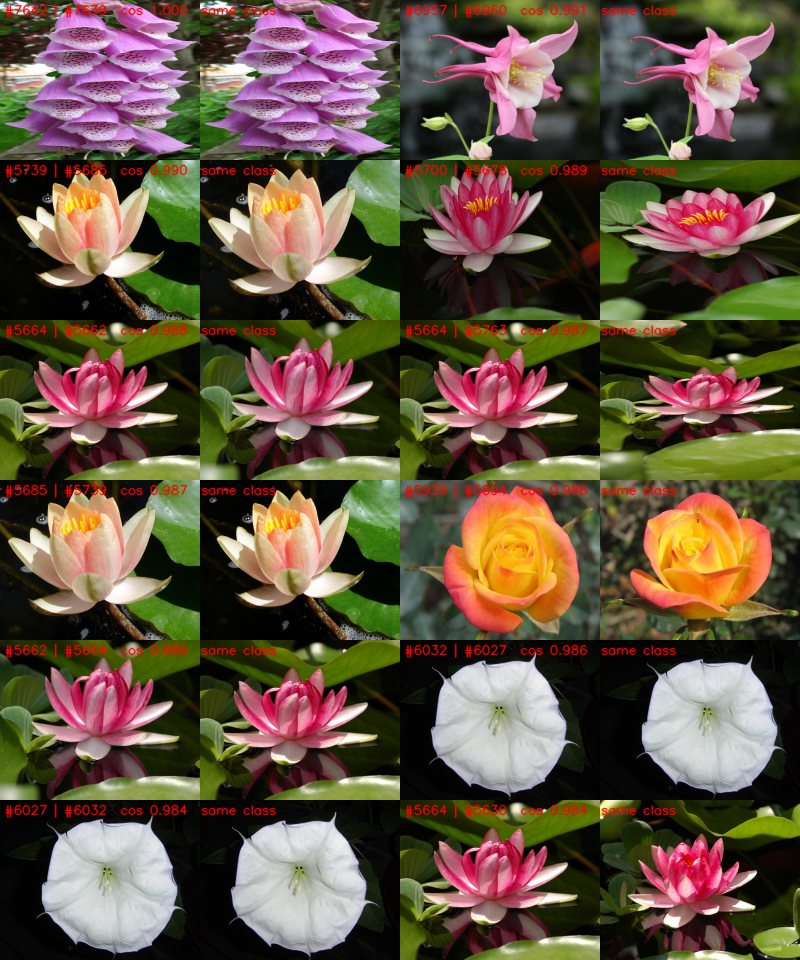 #7642 | #7639 cos 1.000 same class
#6957 | #6960 cos 0.991 same class
#5739 | #5685 cos 0.990 same class
#5700 | #5678 cos 0.989 same class
#5664 | #5662 cos 0.988 same class
#5664 | #5763 cos 0.987 same class
#5685 | #5739 cos 0.987 same class
#5939 | #5894 cos 0.986 same class
#5662 | #5664 cos 0.986 same class
#6032 | #6027 cos 0.986 same class
#6027 | #6032 cos 0.984 same class
#5664 | #5630 cos 0.984 same class